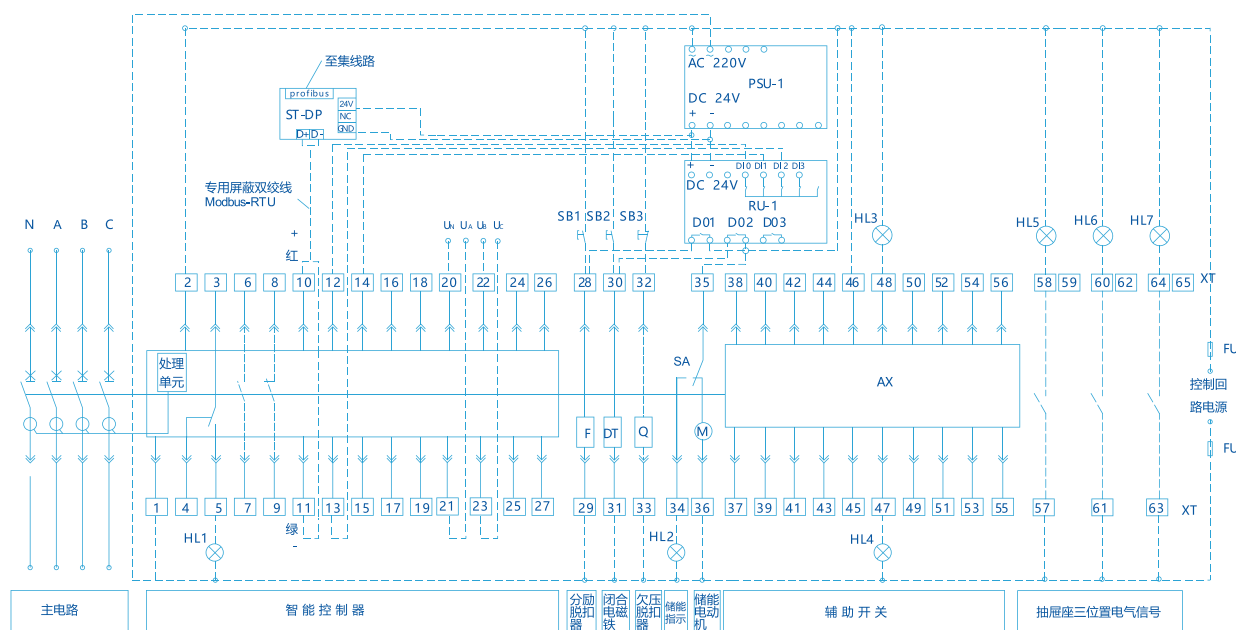 至集线路
profibus
ST-DP
24V
NC
GND
D+ D-
AC 220V
PSU-1
DC 24V
+ -
+ -
DI0 DI1 DI2 DI3
DC 24V
RU-1
D01 D02 D03
专用屏蔽双绞线
Modbus-RTU
N A B C
+
红
UN UA UB UC
SB1 SB2 SB3
HL3
HL5 HL6 HL7
2 3 6 8 10 12 14 16 18 20 22 24 26 28 30 32 35 38 40 42 44 46 48 50 52 54 56 58 59 60 62 64 65 XT
处理
单元
SA
AX
FU
控制回
路电源
F DT Q M
FU
1 4 5 7 9 11 13 15 17 19 21 23 25 27 29 31 33 34 36 37 39 41 43 45 47 49 51 53 55 57 61 63 XT
绿
-
HL1
HL2
HL4
主电路
智能控制器
分励
脱扣
器
闭合
电磁
铁
欠压
脱扣
器
储能
指示
储能
电动
机
辅助开关
抽屉座三位置电气信号